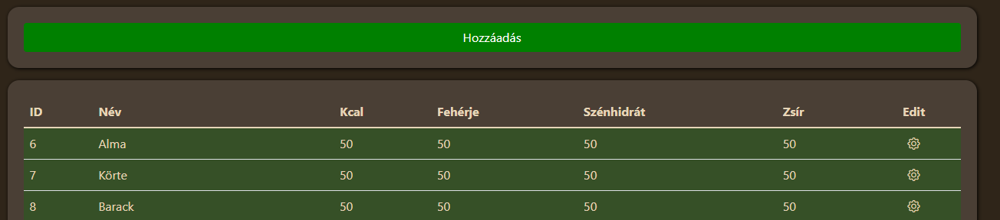 Hozzáadás
ID Név Kcal Fehérje Szénhidrát Zsír Edit
6 Alma 50 50 50 50
7 Körte 50 50 50 50
8 Barack 50 50 50 50